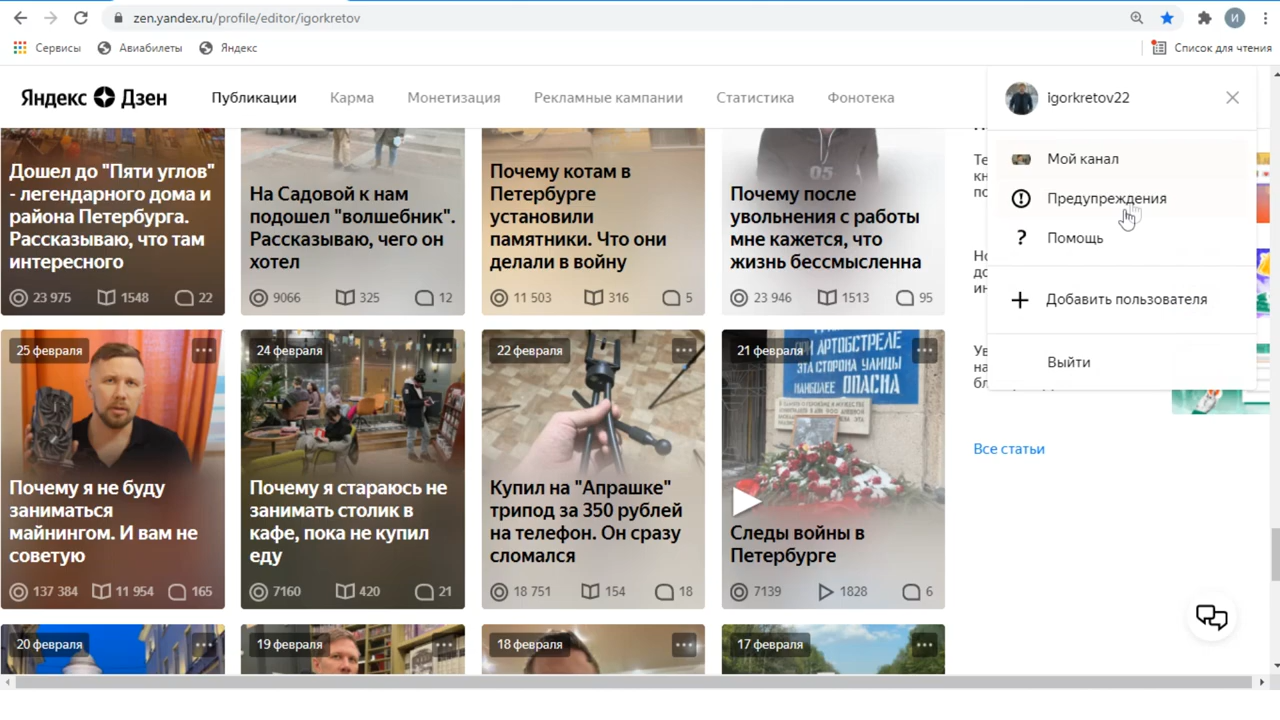 zen.yandex.ru/profile/editor/igorkretov
И
Сервисы
Авиабилеты
Яндекс
Список для чтения
Яндекс Дзен
Публикации
Карма
Монетизация
Рекламные кампании
Статистика
Фонотека
igorkretov22
Мой канал
Предупреждения
? Помощь
Добавить пользователя
Выйти
Дошел до "Пяти углов"
- легендарного дома и
района Петербурга.
Рассказываю, что там
интересного
23 975 1548 22
На Садовой к нам
подошел "волшебник".
Рассказываю, чего он
хотел
9066 325 12
Почему котам в
Петербурге
установили
памятники. Что они
делали в войну
11 503 316 5
05
Почему после
увольнения с работы
мне кажется, что
жизнь бессмысленна
23 946 1513 95
Все статьи
25 февраля
Почему я не буду
заниматься
майнингом. И вам не
советую
137 384 11 954 165
24 февраля
Почему я стараюсь не
занимать столик в
кафе, пока не купил
еду
7160 420 21
22 февраля
Купил на "Апрашке"
трипод за 350 рублей
на телефон. Он сразу
сломался
18 751 154 18
21 февраля
АРТОБСТРЕЛЕ
ЭТА СТОРОНА УЛИЦЫ
НАИБОЛЕЕ ОПАСНА
Следы войны в
Петербурге
7139 1828 6
20 февраля
19 февраля
18 февраля
17 февраля